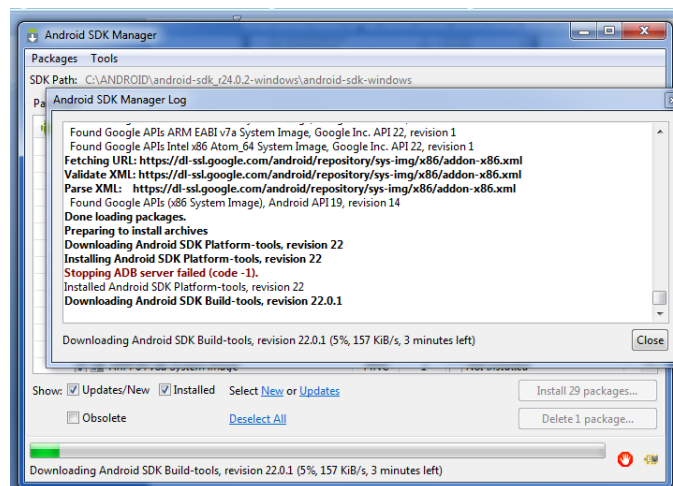 Android SDK Manager
Packages Tools
SDK Path: C:\ANDROID\android-sdk_r24.0.2-windows\android-sdk-windows
Android SDK Manager Log
Found Google APIs ARM EABI v7a System Image, Google Inc. API 22, revision 1
Found Google APIs Intel x86 Atom_64 System Image, Google Inc. API 22, revision 1
Fetching URL: https://dl-ssl.google.com/android/repository/sys-img/x86/addon-x86.xml
Validate XML: https://dl-ssl.google.com/android/repository/sys-img/x86/addon-x86.xml
Parse XML: https://dl-ssl.google.com/android/repository/sys-img/x86/addon-x86.xml
Found Google APIs (x86 System Image), Android API 19, revision 14
Done loading packages.
Preparing to install archives
Downloading Android SDK Platform-tools, revision 22
Installing Android SDK Platform-tools, revision 22
Stopping ADB server failed (code -1).
Installed Android SDK Platform-tools, revision 22
Downloading Android SDK Build-tools, revision 22.0.1
Downloading Android SDK Build-tools, revision 22.0.1 (5%, 157 KiB/s, 3 minutes left)
Close
Show: Updates/New Installed Select New or Updates
Install 29 packages...
Obsolete Deselect All
Delete 1 package...
Downloading Android SDK Build-tools, revision 22.0.1 (5%, 157 KiB/s, 3 minutes left)